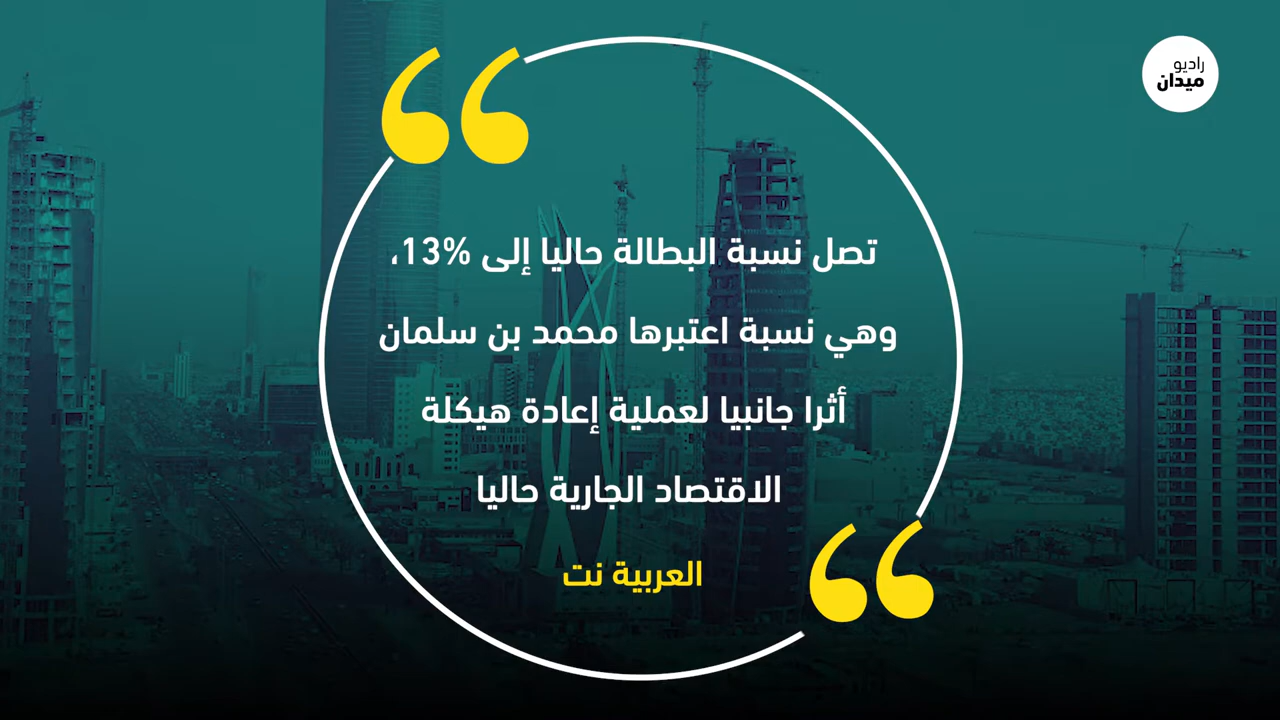 راديو
ميدان
تصل نسبة البطالة حاليا إلى 13%،
وهي نسبة اعتبرها محمد بن سلمان
أثرا جانبيا لعملية إعادة هيكلة
الاقتصاد الجارية حاليا
العربية نت